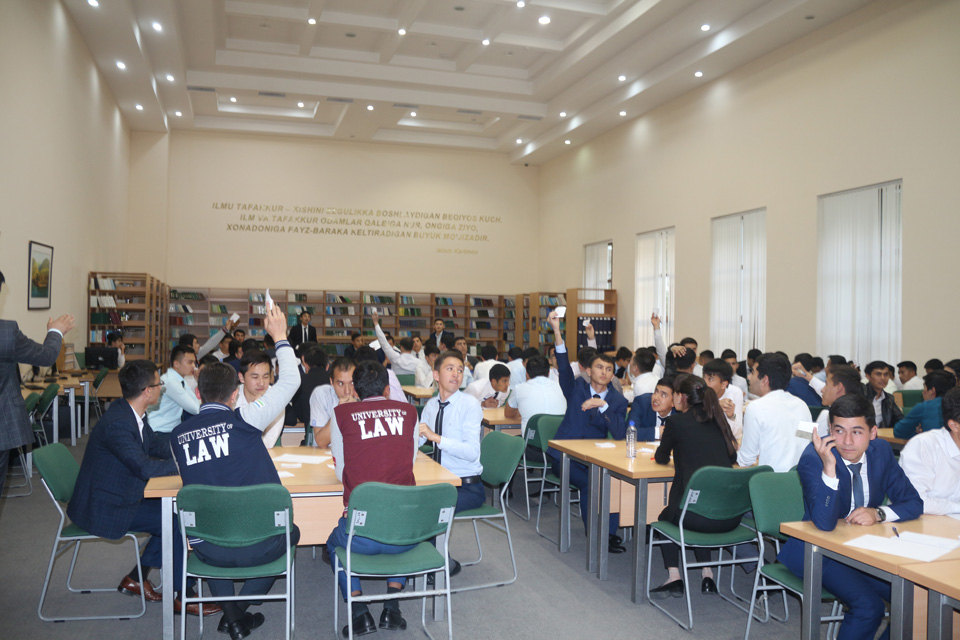 ILMU TAFAKKUR – KISHINI EZGULIKKA BOSHLAYDIGAN BEQIYOS KUCH.
ILM VA TAFAKKUR ODAMLAR QALBIGA NUR, ONGIGA ZIYO,
XONADONIGA FAYZ-BARAKA KELTIRADIGAN BUYUK MO'JIZADIR.
UNIVERSITY OF
LAW
UNIVERSITY OF
LAW